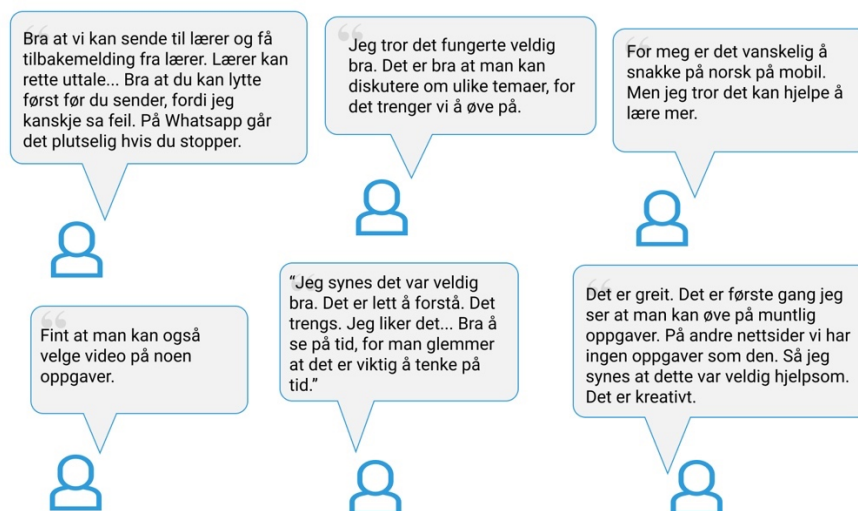 Bra at vi kan sende til lærer og få
tilbakemelding fra lærer. Lærer kan
rette uttale... Bra at du kan lytte
først før du sender, fordi jeg
kanskje sa feil. På Whatsapp går
det plutselig hvis du stopper.
Jeg tror det fungerte veldig
bra. Det er bra at man kan
diskutere om ulike temaer, for
det trenger vi å øve på.
For meg er det vanskelig å
snakke på norsk på mobil.
Men jeg tror det kan hjelpe å
lære mer.
Fint at man kan også
velge video på noen
oppgaver.
“Jeg synes det var veldig
bra. Det er lett å forstå. Det
trengs. Jeg liker det... Bra å
se på tid, for man glemmer
at det er viktig å tenke på
tid.”
Det er greit. Det er første gang jeg
ser at man kan øve på muntlig
oppgaver. På andre nettsider vi har
ingen oppgaver som den. Så jeg
synes at dette var veldig hjelpsom.
Det er kreativt.